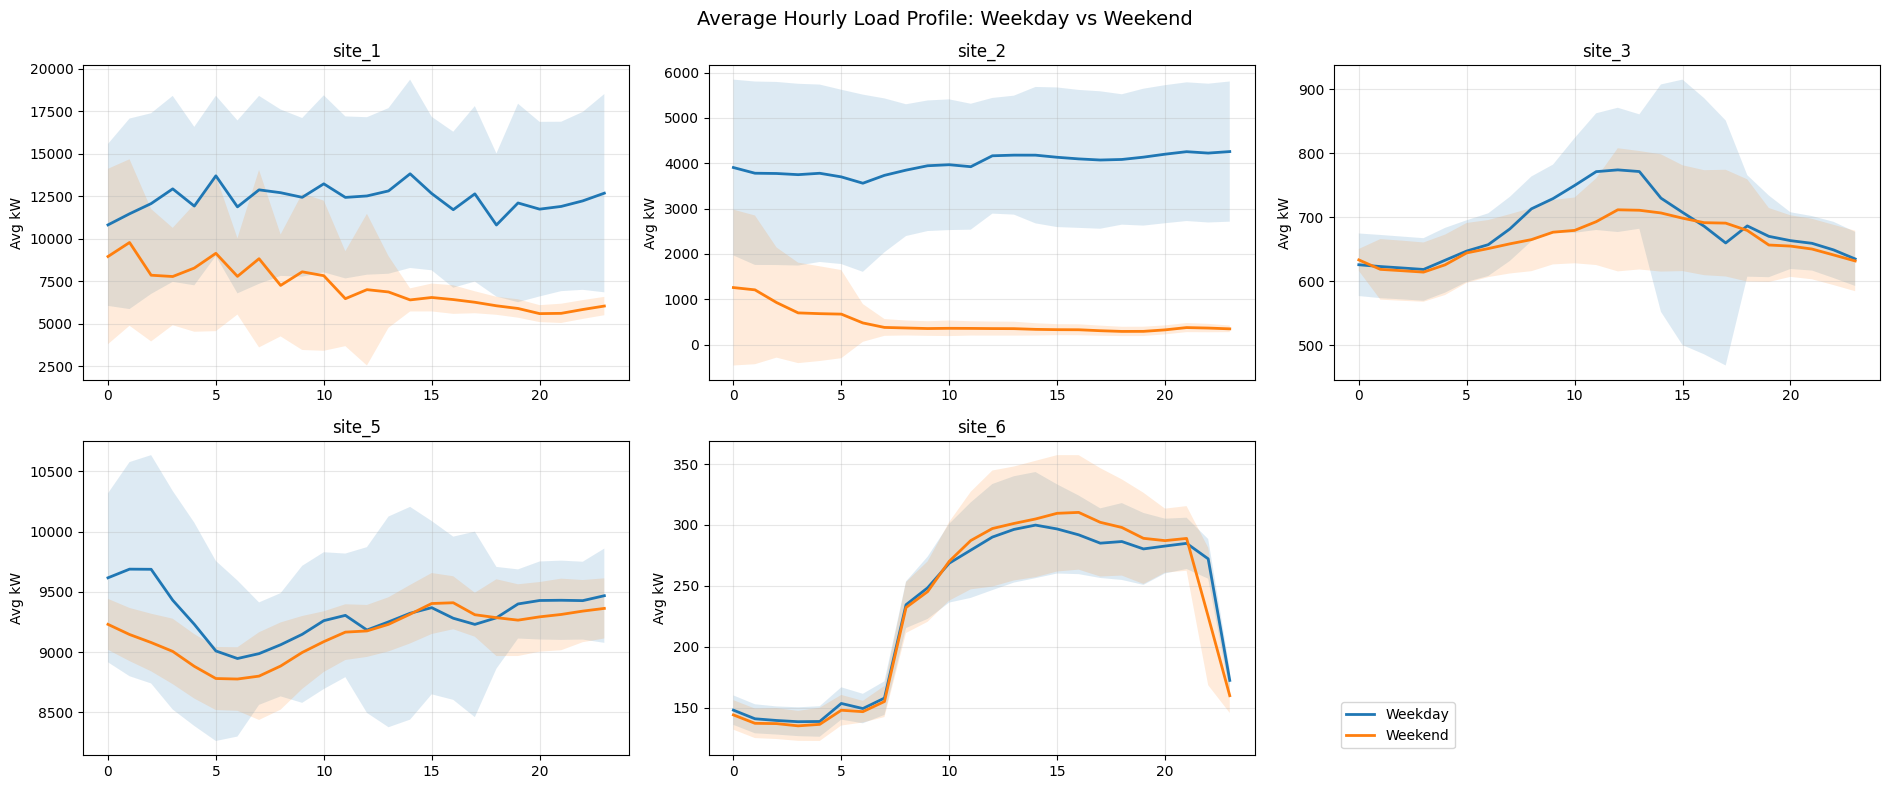 Average Hourly Load Profile: Weekday vs Weekend
site_1
Avg kW
20000
17500
15000
12500
10000
7500
5000
2500
0 5 10 15 20
site_2
Avg kW
6000
5000
4000
3000
2000
1000
0
0 5 10 15 20
site_3
Avg kW
900
800
700
600
500
0 5 10 15 20
site_5
Avg kW
10500
10000
9500
9000
8500
0 5 10 15 20
site_6
Avg kW
350
300
250
200
150
0 5 10 15 20
Weekday
Weekend